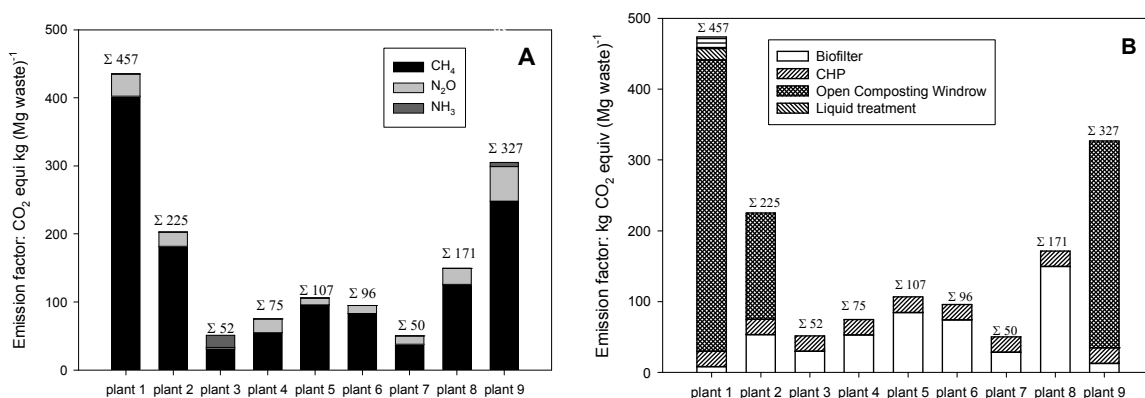 A
Emission factor: CO₂ equi kg (Mg waste)⁻¹
500
400
300
200
100
0
CH₄
N₂O
NH₃
Σ 457
Σ 225
Σ 52
Σ 75
Σ 107
Σ 96
Σ 50
Σ 171
Σ 327
plant 1 plant 2 plant 3 plant 4 plant 5 plant 6 plant 7 plant 8 plant 9
B
Emission factor: kg CO₂ equiv (Mg waste)⁻¹
500
400
300
200
100
0
Biofilter
CHP
Open Composting Windrow
Liquid treatment
Σ 457
Σ 225
Σ 52
Σ 75
Σ 107
Σ 96
Σ 50
Σ 171
Σ 327
plant 1 plant 2 plant 3 plant 4 plant 5 plant 6 plant 7 plant 8 plant 9